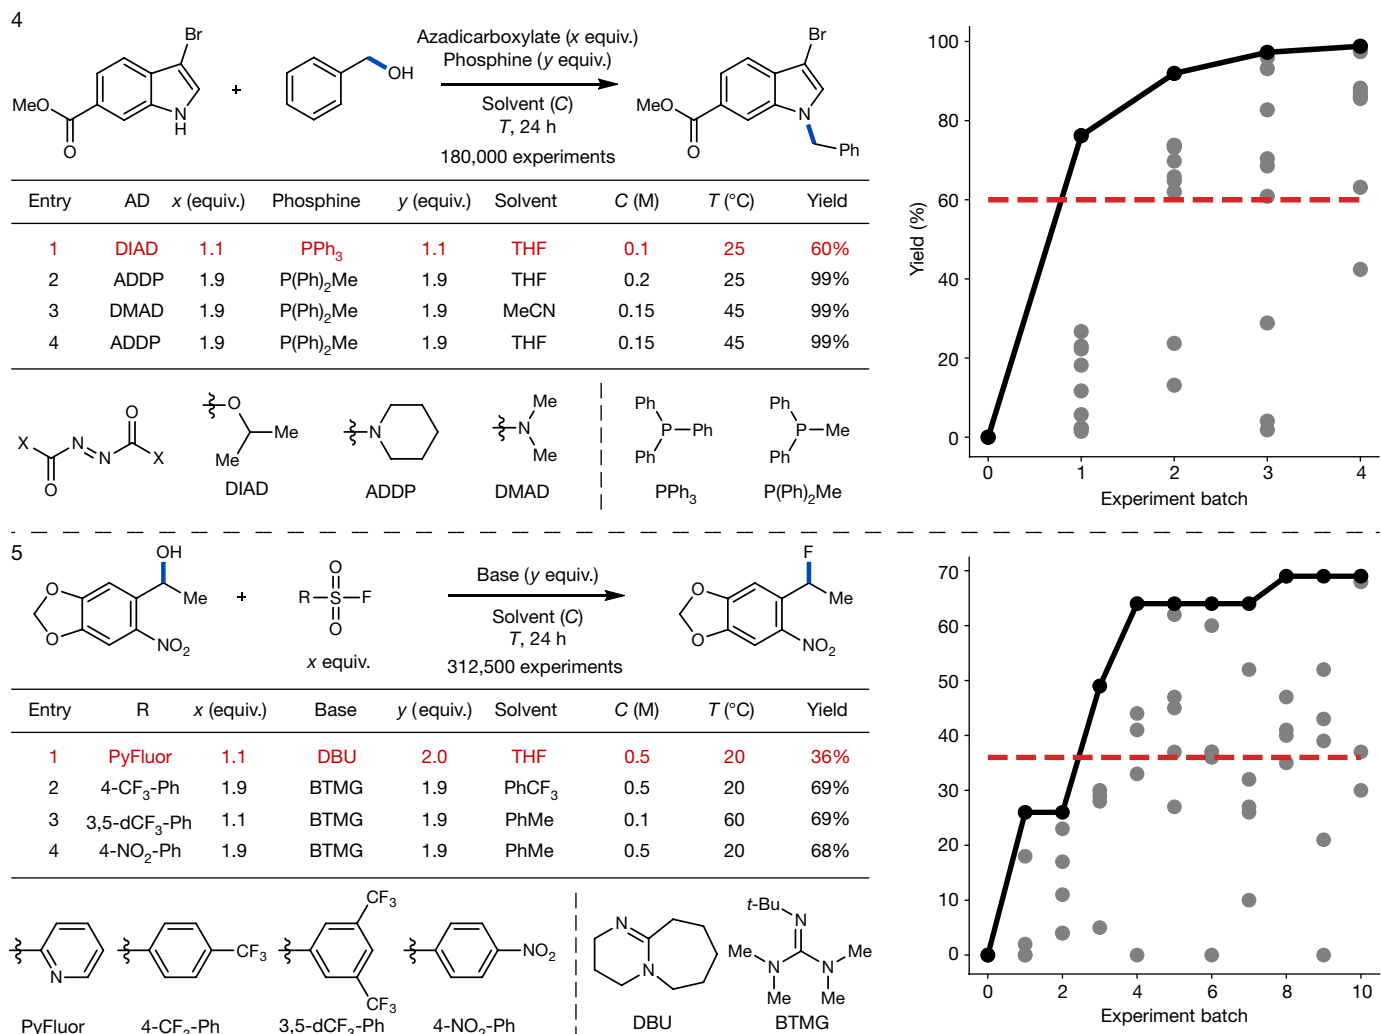 4
Br
MeO
O
N
H
+
OH
Azadicarboxylate (x equiv.)
Phosphine (y equiv.)
Solvent (C)
T, 24 h
180,000 experiments
Br
MeO
O
N
Ph
Entry AD x (equiv.) Phosphine y (equiv.) Solvent C (M) T (°C) Yield
1 DIAD 1.1 PPh3 1.1 THF 0.1 25 60%
2 ADDP 1.9 P(Ph)2Me 1.9 THF 0.2 25 99%
3 DMAD 1.9 P(Ph)2Me 1.9 MeCN 0.15 45 99%
4 ADDP 1.9 P(Ph)2Me 1.9 THF 0.15 45 99%
X
O
N
N
O
X
O
Me
Me
DIAD
N
ADDP
Me
N
Me
DMAD
Ph
P
Ph
Ph
PPh3
Ph
P
Me
Ph
P(Ph)2Me
Yield (%)
100
80
60
40
20
0
0 1 2 3 4
Experiment batch
5
OH
O
O
Me
NO2
+
O
R
S
F
O
x equiv.
Base (y equiv.)
Solvent (C)
T, 24 h
312,500 experiments
F
O
O
Me
NO2
Entry R x (equiv.) Base y (equiv.) Solvent C (M) T (°C) Yield
1 PyFluor 1.1 DBU 2.0 THF 0.5 20 36%
2 4-CF3-Ph 1.9 BTMG 1.9 PhCF3 0.5 20 69%
3 3,5-dCF3-Ph 1.1 BTMG 1.9 PhMe 0.1 60 69%
4 4-NO2-Ph 1.9 BTMG 1.9 PhMe 0.5 20 68%
N
PyFluor
CF3
4-CF3-Ph
CF3
CF3
3,5-dCF3-Ph
NO2
4-NO2-Ph
N
N
DBU
t-Bu
N
Me
N
Me
N
Me
Me
BTMG
70
60
50
40
30
20
10
0
0 2 4 6 8 10
Experiment batch